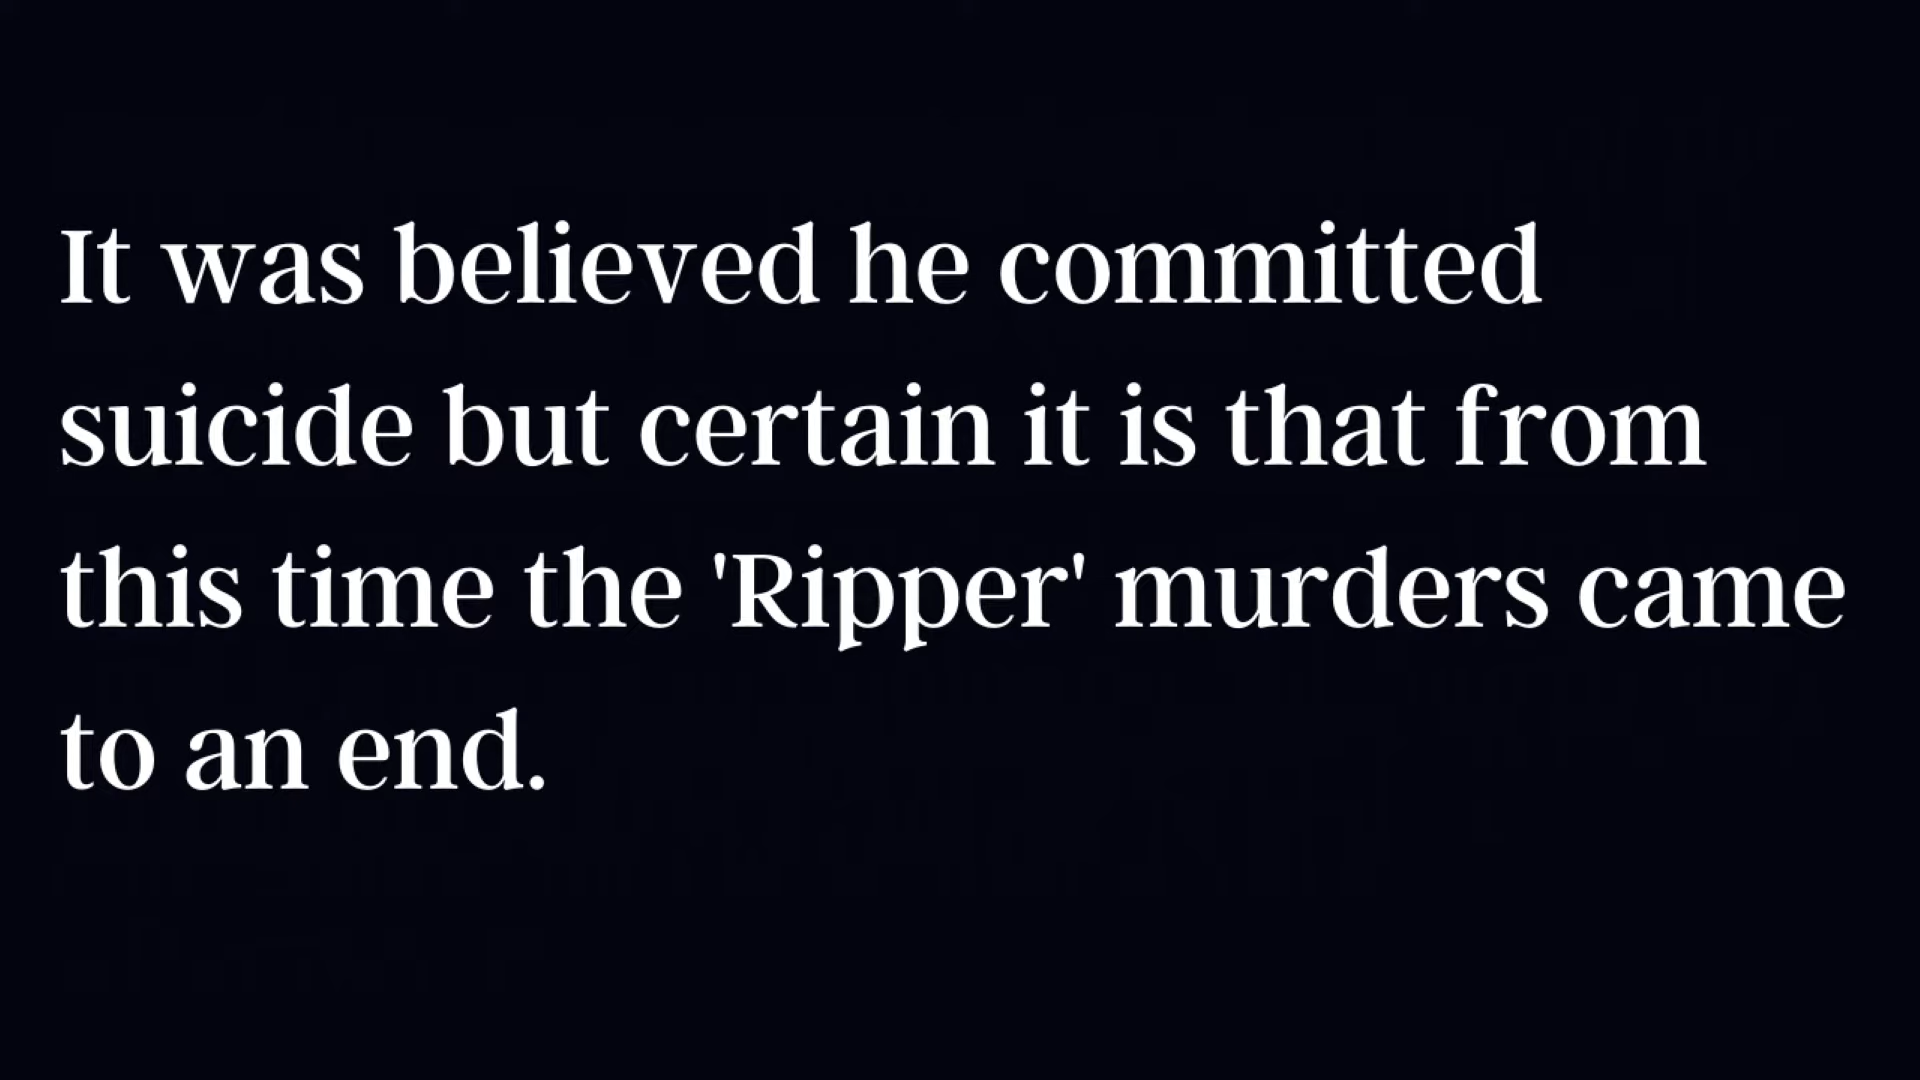 It was believed he committed
suicide but certain it is that from
this time the 'Ripper' murders came
to an end.